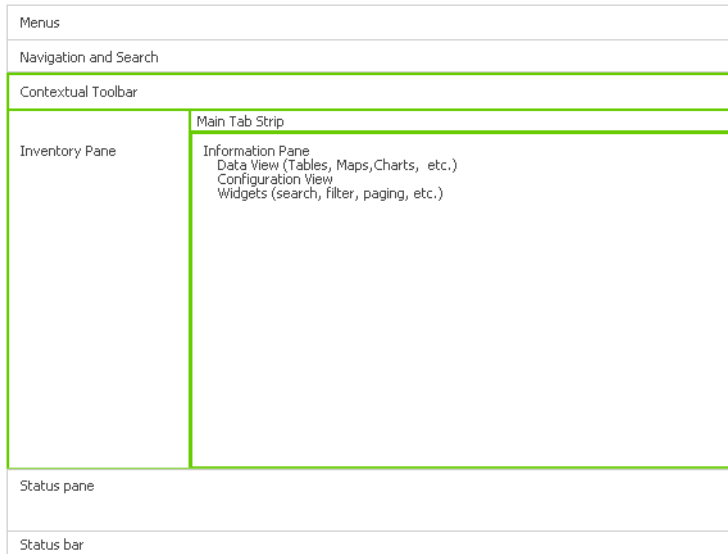 Menus
Navigation and Search
Contextual Toolbar
Main Tab Strip
Inventory Pane
Information Pane
Data View (Tables, Maps,Charts, etc.)
Configuration View
Widgets (search, filter, paging, etc.)
Status pane
Status bar